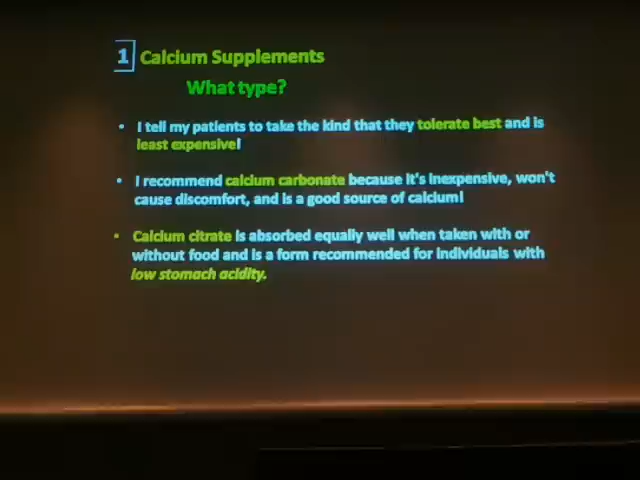 1 Calcium Supplements
What type?
• I tell my patients to take the kind that they tolerate best and is
least expensive!
• I recommend calcium carbonate because it's inexpensive, won't
cause discomfort, and is a good source of calcium!
• Calcium citrate is absorbed equally well when taken with or
without food and is a form recommended for individuals with
low stomach acidity.